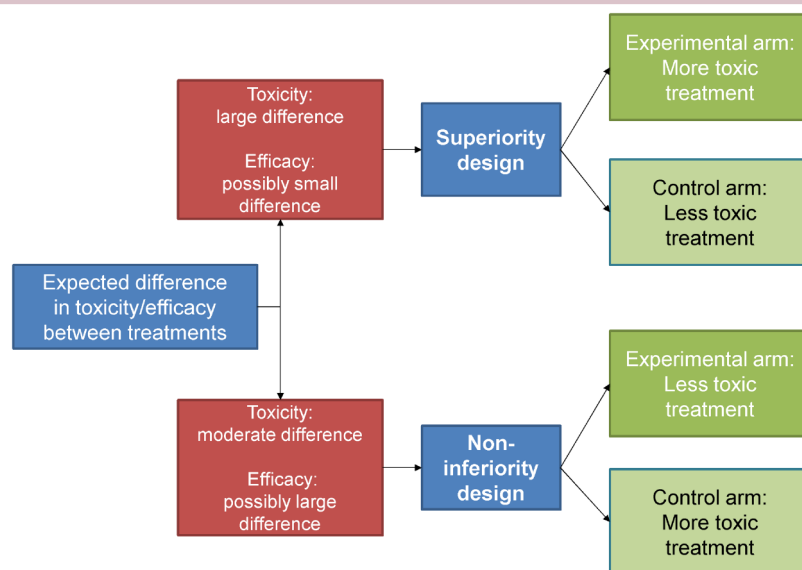 Expected difference
in toxicity/efficacy
between treatments
Toxicity:
large difference
Efficacy:
possibly small
difference
Superiority
design
Experimental arm:
More toxic
treatment
Control arm:
Less toxic
treatment
Toxicity:
moderate difference
Efficacy:
possibly large
difference
Non-
inferiority
design
Experimental arm:
Less toxic
treatment
Control arm:
More toxic
treatment